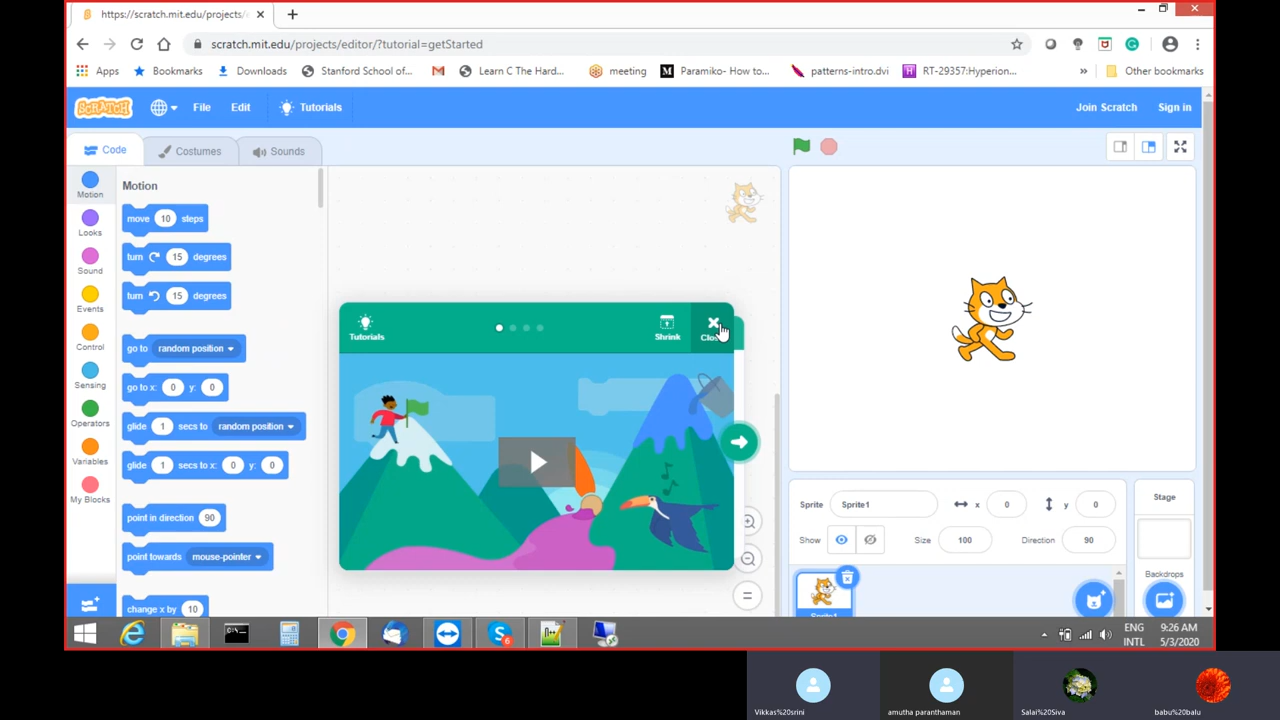 https://scratch.mit.edu/projects/e
scratch.mit.edu/projects/editor/?tutorial=getStarted
Apps Bookmarks Downloads Stanford School of... Learn C The Hard... meeting Paramiko- How to... patterns-intro.dvi RT-29357:Hyperion... » Other bookmarks
SCRATCH File Edit Tutorials Join Scratch Sign in
Code Costumes Sounds
Motion
Looks
Sound
Events
Control
Sensing
Operators
Variables
My Blocks
Motion
move 10 steps
turn 15 degrees
turn 15 degrees
go to random position
go to x: 0 y: 0
glide 1 secs to random position
glide 1 secs to x: 0 y: 0
point in direction 90
point towards mouse-pointer
change x by 10
Tutorials Shrink
Sprite Sprite1 x 0 y 0
Show Size 100 Direction 90
Sprite1
Stage
Backdrops
6
ENG
INTL
9:26 AM
5/3/2020
Vikkas%20srini amutha paranthaman Salai%20Siva babu%20balu